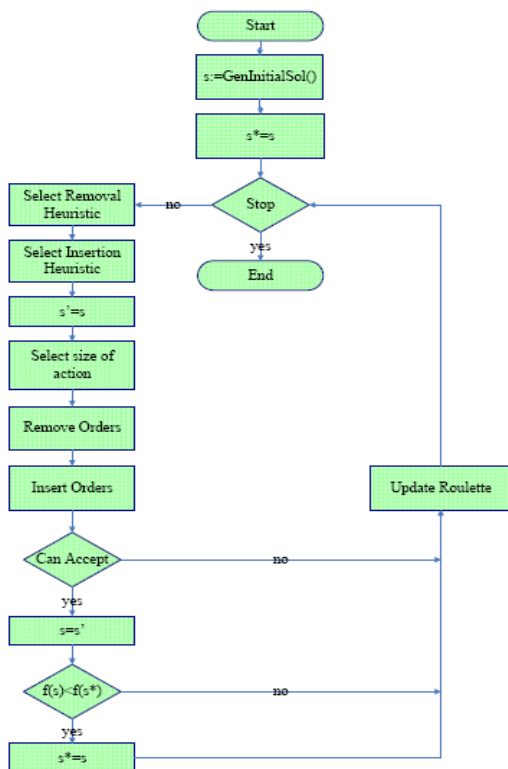 Start
s:=GenInitialSol()
s*=s
Stop
no
yes
End
Select Removal
Heuristic
Select Insertion
Heuristic
s'=s
Select size of
action
Remove Orders
Insert Orders
Update Roulette
Can Accept
no
yes
s=s'
f(s)<f(s*)
no
yes
s*=s